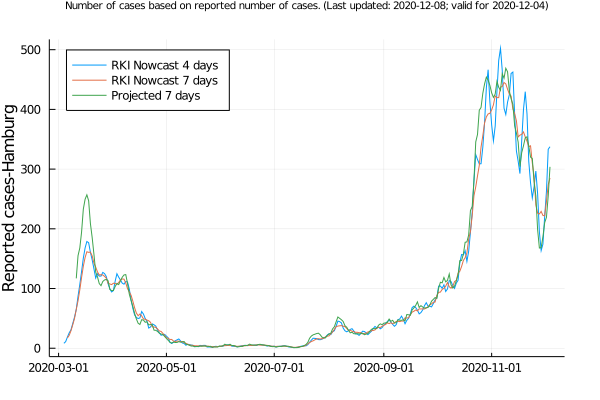 Number of cases based on reported number of cases. (Last updated: 2020-12-08; valid for 2020-12-04)
Reported cases-Hamburg
500
400
300
200
100
0
RKI Nowcast 4 days
RKI Nowcast 7 days
Projected 7 days
2020-03-01 2020-05-01 2020-07-01 2020-09-01 2020-11-01